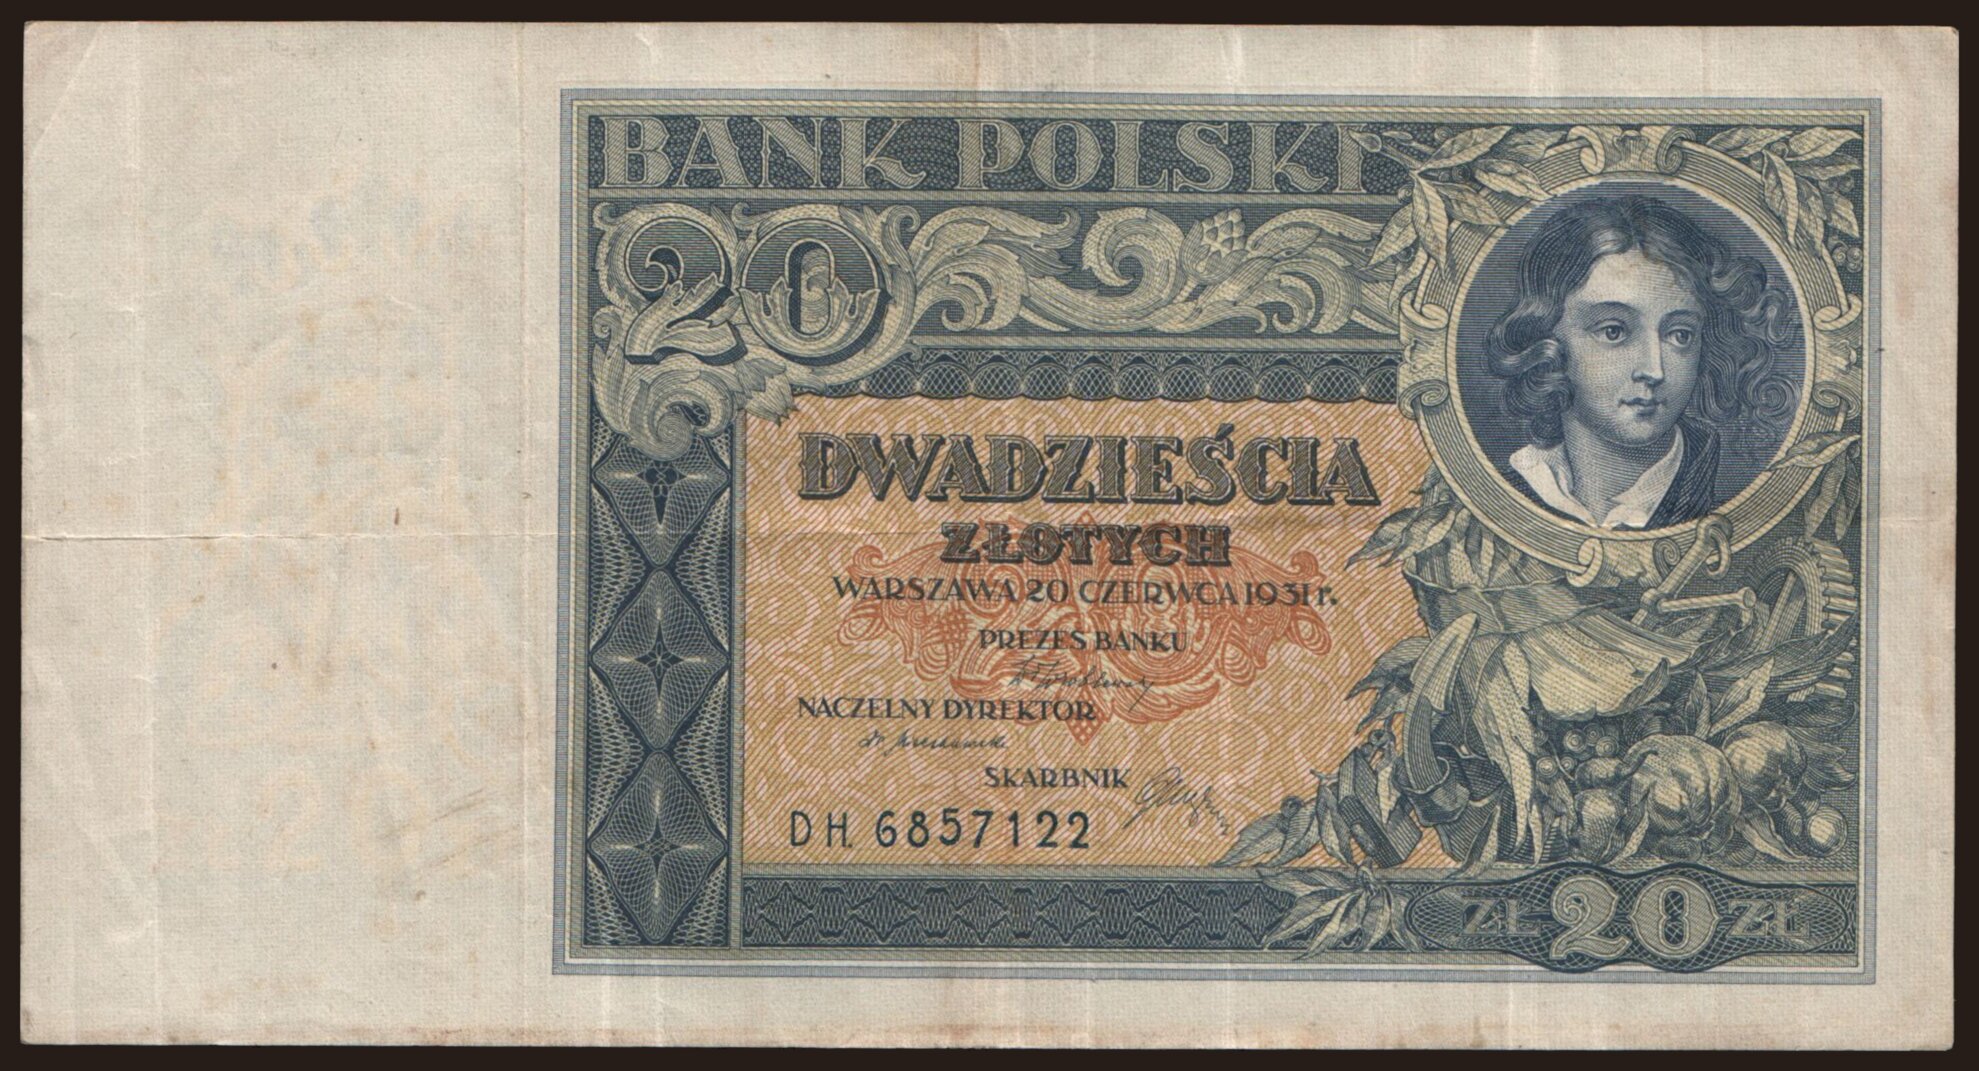 BANK POLSKI
20
DWADZIEŚCIA
ZŁOTYCH
WARSZAWA 20 CZERWCA 1931 r.
PREZES BANKU
NACZELNY DYREKTOR
SKARBNIK
DH. 6857122
ZŁ 20 ZŁ